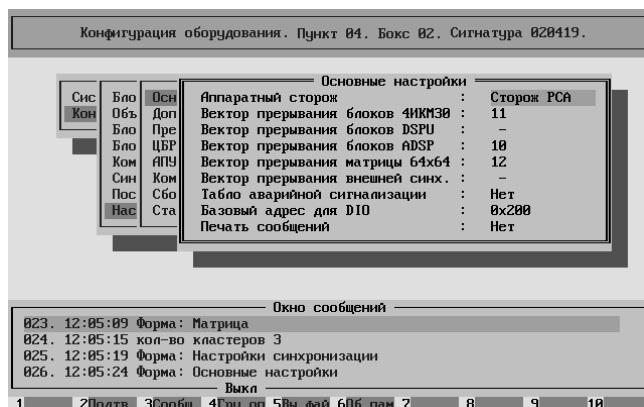 Конфигурация оборудования. Пункт 04. Бокс 02. Сигнатура 020419.
Основные настройки
Сис Бло Осн Аппаратный сторож : Сторож PCA
Кон Объ Доп Вектор прерывания блоков 4ИКМ30 : 11
Бло Пре Вектор прерывания блоков DSPU : -
Бло ЦБР Вектор прерывания блоков ADSP : 10
Ком АПУ Вектор прерывания матрицы 64x64 : 12
Син Ком Вектор прерывания внешней синх. : -
Пос Сбо Табло аварийной сигнализации : Нет
Нас Ста Базовый адрес для DIO : 0x200
Печать сообщений : Нет
Окно сообщений
023. 12:05:09 Форма: Матрица
024. 12:05:15 кол-во кластеров 3
025. 12:05:19 Форма: Настройки синхронизации
026. 12:05:24 Форма: Основные настройки
Выкл
1 2Подтв 3Сообщ 4Грц оп 5Вы фай 6Об пам 7 8 9 10